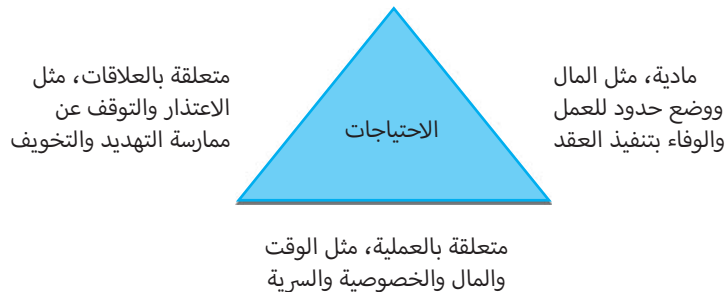 مادية، مثل المال
ووضع حدود للعمل
والوفاء بتنفيذ العقد
الاحتياجات
متعلقة بالعلاقات، مثل
الاعتذار والتوقف عن
ممارسة التهديد والتخويف
متعلقة بالعملية، مثل الوقت
والمال والخصوصية والسرية